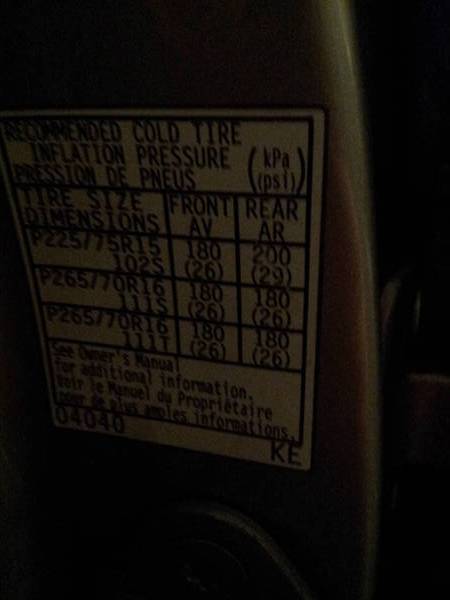 RECOMMENDED COLD TIRE
INFLATION PRESSURE (kPa
PRESSION DE PNEUS (psi))
TIRE SIZE FRONT REAR
DIMENSIONS AV AR
P225/75R15 180 200
102S (26) (29)
P265/70R16 180 180
111S (26) (26)
P265/70R16 180 180
111T (26) (26)
See Owner's Manual
for additional information.
Voir le Manuel du Propriétaire
pour de plus amples informations.
04040 KE